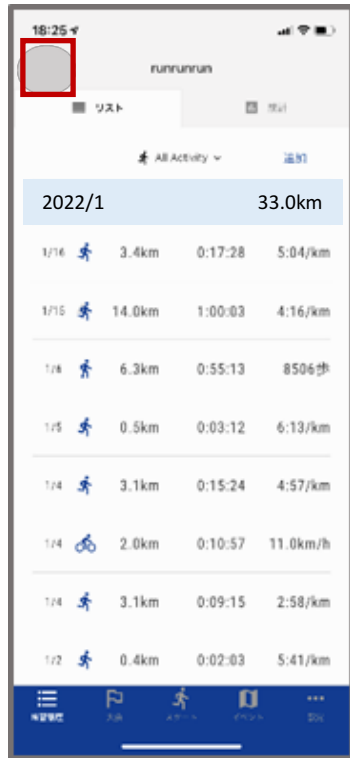 18:25
runrunrun
リスト
All Activity
追加
2022/1 33.0km
1/16 3.4km 0:17:28 5:04/km
1/15 14.0km 1:00:03 4:16/km
1/6 6.3km 0:55:13 8506歩
1/5 0.5km 0:03:12 6:13/km
1/4 3.1km 0:15:24 4:57/km
1/4 2.0km 0:10:57 11.0km/h
1/4 3.1km 0:09:15 2:58/km
1/2 0.4km 0:02:03 5:41/km